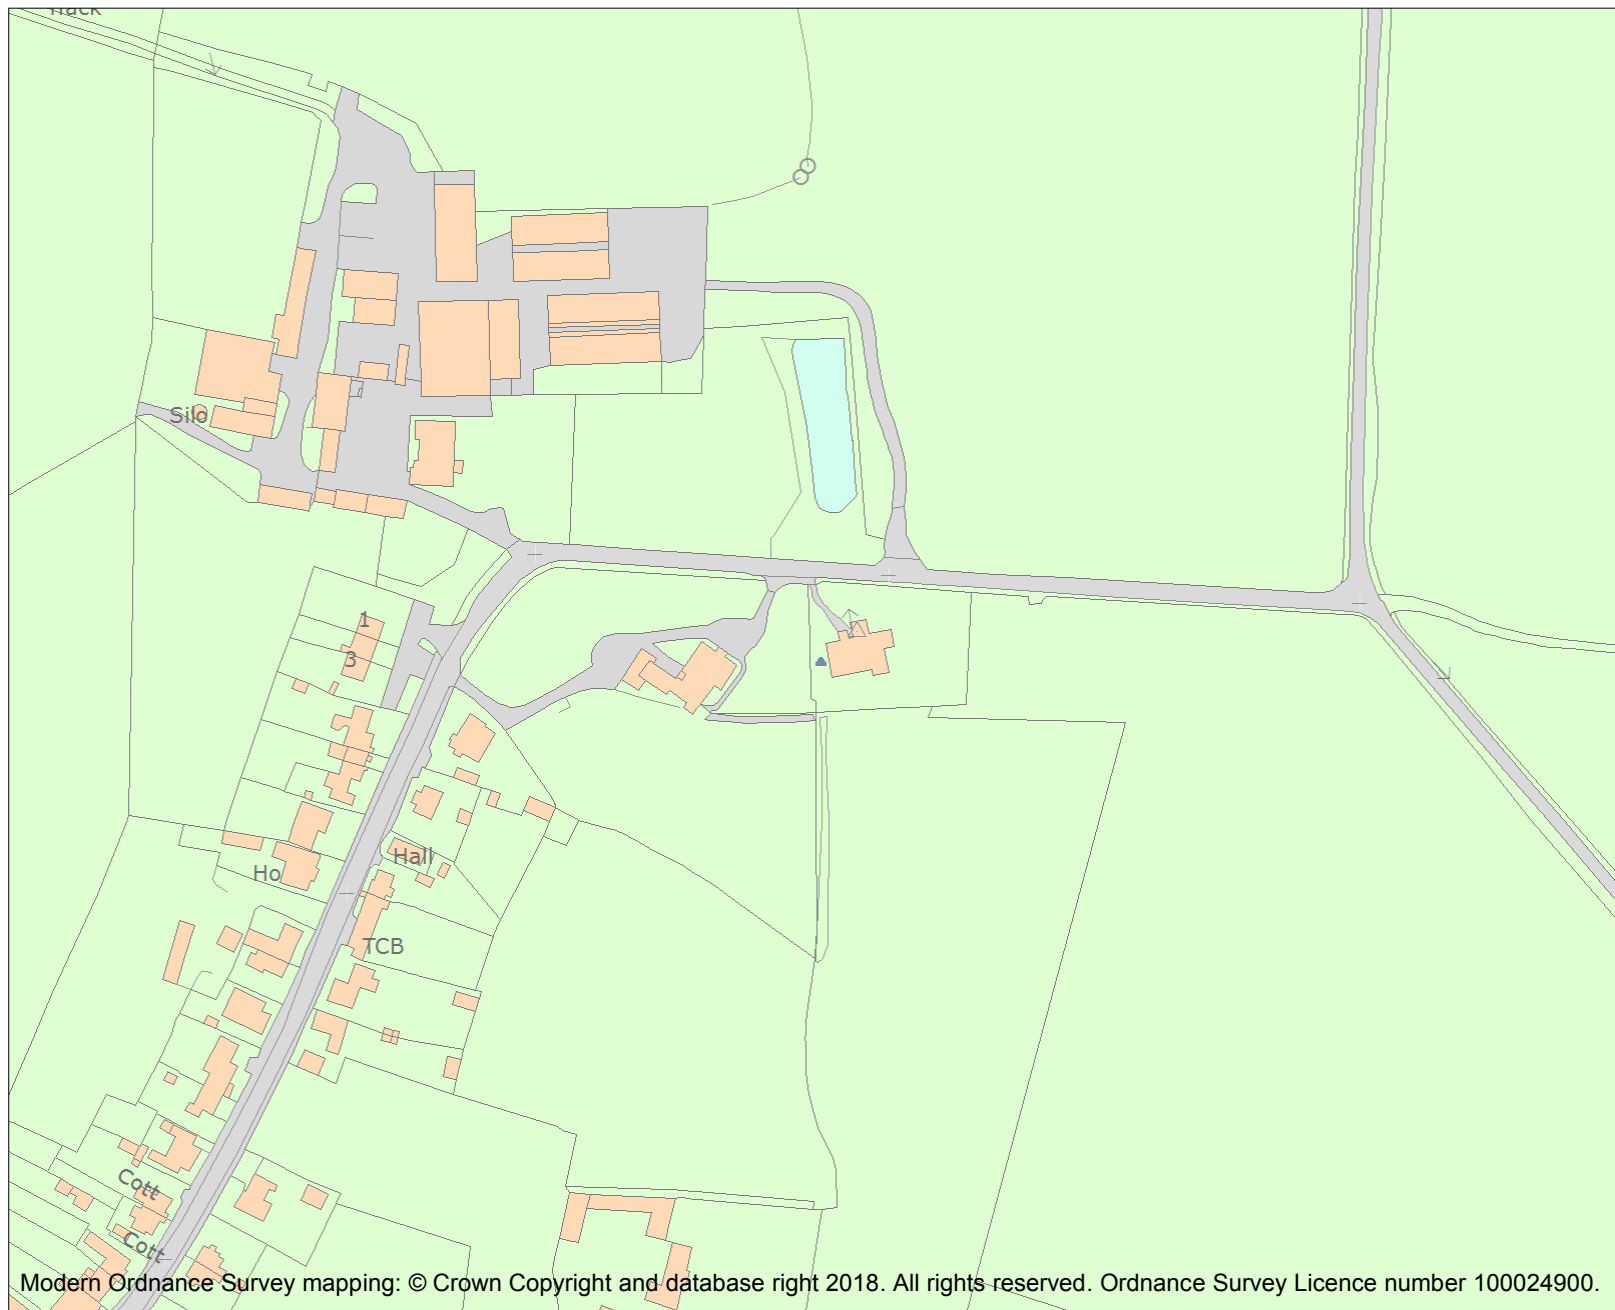 Track
Silo
1
3
Hall
Ho
TCB
Cott
Cott
Modern Ordnance Survey mapping: © Crown Copyright and database right 2018. All rights reserved. Ordnance Survey Licence number 100024900.